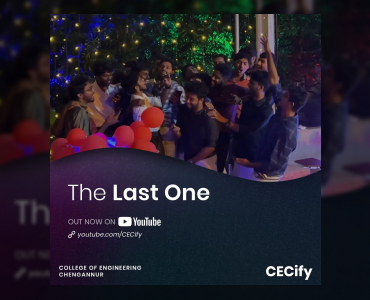 The Last One
OUT NOW ON YouTube
youtube.com/CECify
COLLEGE OF ENGINEERING
CHENGANNUR
CECify